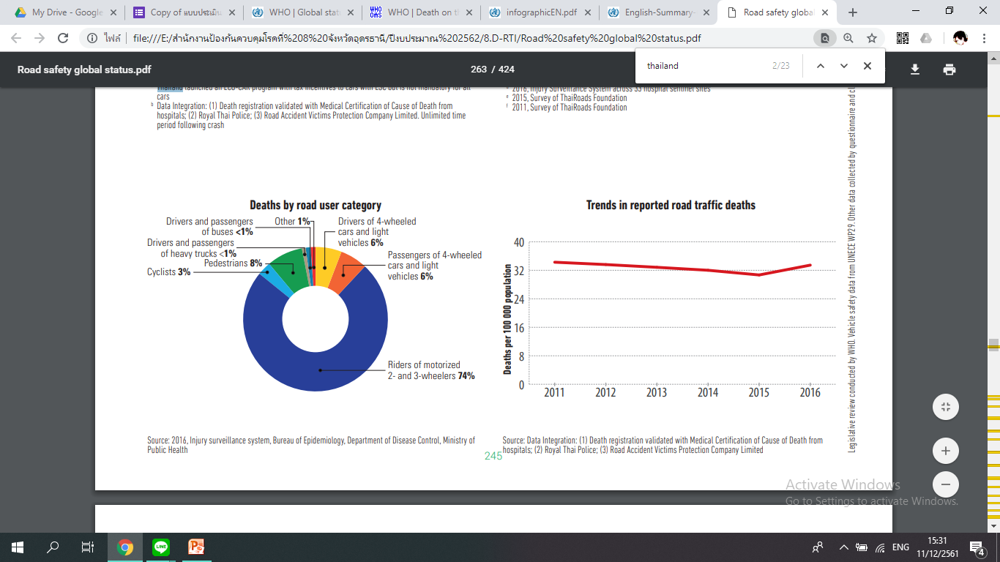 My Drive - Google
Copy of แบบประเมิน
WHO | Global stat
WHO | Death on t
infographicEN.pdf
English-Summary-
Road safety global
ไฟล์ | file:///E:/สำนักงานป้องกันควบคุมโรคที่%208%20จังหวัดอุดรธานี/ปีงบประมาณ%202562/8.D-RTI/Road%20safety%20global%20status.pdf
Road safety global status.pdf
263 / 424
thailand
2/23
Thailand launched an ECO-CAR program with tax incentives to cars with ESC but is not mandatory for all
cars
b Data Integration: (1) Death registration validated with Medical Certification of Cause of Death from
hospitals; (2) Royal Thai Police; (3) Road Accident Victims Protection Company Limited. Unlimited time
period following crash
2016, Injury Surveillance System across 33 hospital sentinel sites
e 2015, Survey of ThaiRoads Foundation
f 2011, Survey of ThaiRoads Foundation
Deaths by road user category
Drivers and passengers
of buses <1%
Other 1%
Drivers of 4-wheeled
cars and light
vehicles 6%
Drivers and passengers
of heavy trucks <1%
Pedestrians 8%
Cyclists 3%
Passengers of 4-wheeled
cars and light
vehicles 6%
Riders of motorized
2- and 3-wheelers 74%
Source: 2016, Injury surveillance system, Bureau of Epidemiology, Department of Disease Control, Ministry of
Public Health
Trends in reported road traffic deaths
Deaths per 100 000 population
40
32
24
16
8
0
2011 2012 2013 2014 2015 2016
Source: Data Integration: (1) Death registration validated with Medical Certification of Cause of Death from
hospitals; (2) Royal Thai Police; (3) Road Accident Victims Protection Company Limited
245
Legislative review conducted by WHO. Vehicle safety data from UNECE WP29. Other data collected by questionnaire and
Activate Windows
Go to Settings to activate Windows.
ENG
15:31
11/12/2561
4